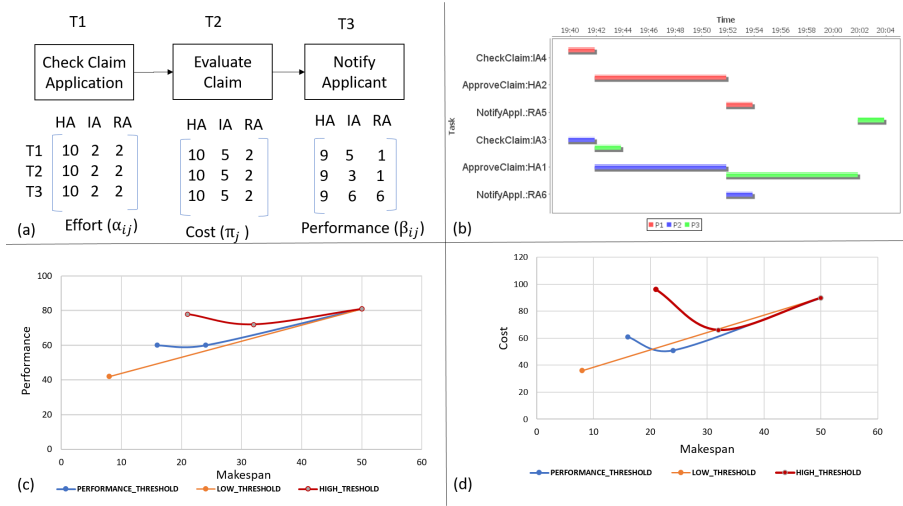 T1 T2 T3
Check Claim Application
Evaluate Claim
Notify Applicant
HA IA RA
T1 10 2 2
T2 10 2 2
T3 10 2 2
Effort (α_{ij})
HA IA RA
10 5 2
10 5 2
10 5 2
Cost (π_j )
HA IA RA
9 5 1
9 3 1
9 6 6
Performance (β_{ij})
(a)
Time
19:40 19:42 19:44 19:46 19:48 19:50 19:52 19:54 19:56 19:58 20:00 20:02 20:04
Task
CheckClaim:IA4
ApproveClaim:HA2
NotifyAppl.:RA5
CheckClaim:IA3
ApproveClaim:HA1
NotifyAppl.:RA6
P1 P2 P3
(b)
Performance
100
80
60
40
20
0
0 10 20 30 40 50 60
Makespan
PERFORMANCE_THRESHOLD LOW_THRESHOLD HIGH_TRESHOLD
(c)
Cost
120
100
80
60
40
20
0
0 10 20 30 40 50 60
Makespan
PERFORMANCE_THRESHOLD LOW_THRESHOLD HIGH_THRESHOLD
(d)